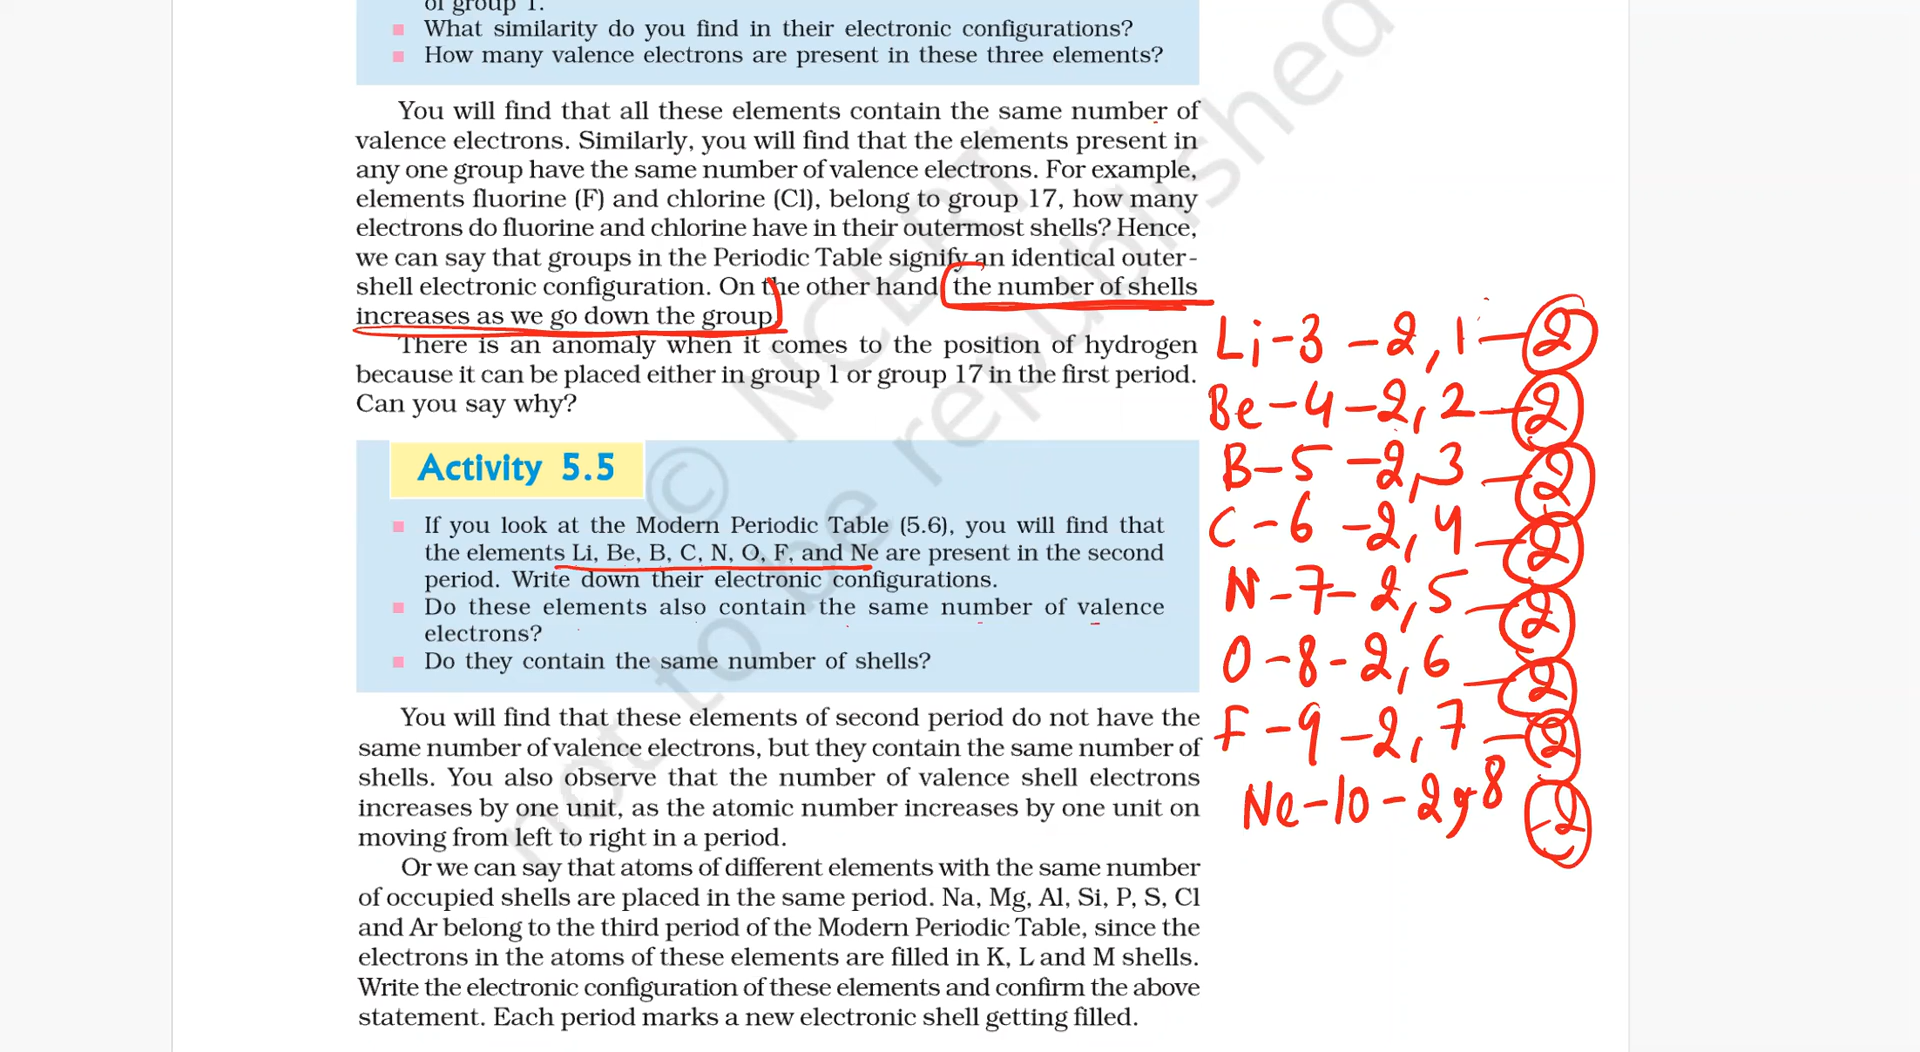 of group 1.
What similarity do you find in their electronic configurations?
How many valence electrons are present in these three elements?
You will find that all these elements contain the same number of
valence electrons. Similarly, you will find that the elements present in
any one group have the same number of valence electrons. For example,
elements fluorine (F) and chlorine (Cl), belong to group 17, how many
electrons do fluorine and chlorine have in their outermost shells? Hence,
we can say that groups in the Periodic Table signify an identical outer-
shell electronic configuration. On the other hand the number of shells
increases as we go down the group.
There is an anomaly when it comes to the position of hydrogen
because it can be placed either in group 1 or group 17 in the first period.
Can you say why?
Activity 5.5
If you look at the Modern Periodic Table (5.6), you will find that
the elements Li, Be, B, C, N, O, F, and Ne are present in the second
period. Write down their electronic configurations.
Do these elements also contain the same number of valence
electrons?
Do they contain the same number of shells?
You will find that these elements of second period do not have the
same number of valence electrons, but they contain the same number of
shells. You also observe that the number of valence shell electrons
increases by one unit, as the atomic number increases by one unit on
moving from left to right in a period.
Or we can say that atoms of different elements with the same number
of occupied shells are placed in the same period. Na, Mg, Al, Si, P, S, Cl
and Ar belong to the third period of the Modern Periodic Table, since the
electrons in the atoms of these elements are filled in K, L and M shells.
Write the electronic configuration of these elements and confirm the above
statement. Each period marks a new electronic shell getting filled.
Li-3 -2, 1 - 2
Be-4-2, 2 - 2
B-5 -2, 3 - 2
C-6 -2, 4 - 2
N-7-2, 5 - 2
O-8-2, 6 - 2
F-9-2, 7 - 2
Ne-10-2, 8 -2
© NCERT
not to be republished